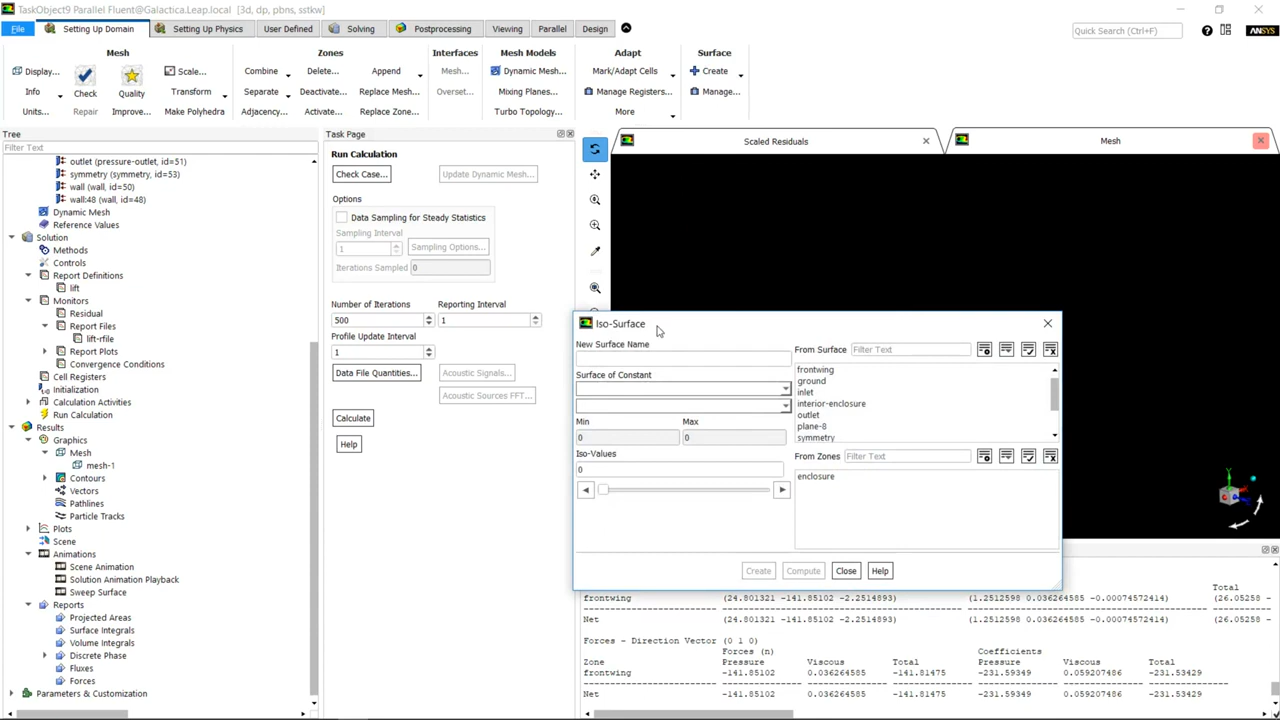 TaskObject9 Parallel Fluent@Galactica.Leap.local [3d, dp, pbns, sstkw]
File
Setting Up Domain
Setting Up Physics
User Defined
Solving
Postprocessing
Viewing
Parallel
Design
Quick Search (Ctrl+F)
ANSYS
Mesh
Zones
Interfaces
Mesh Models
Adapt
Surface
Display...
Scale...
Combine
Delete...
Append
Mesh...
Dynamic Mesh...
Mark/Adapt Cells
Create
Info
Check
Quality
Transform
Separate
Deactivate...
Replace Mesh...
Overset...
Mixing Planes...
Manage Registers...
Manage...
Units...
Repair
Improve...
Make Polyhedra
Adjacency...
Activate...
Replace Zone...
Turbo Topology...
More
Tree
Filter Text
outlet (pressure-outlet, id=51)
symmetry (symmetry, id=53)
wall (wall, id=50)
wall:48 (wall, id=48)
Dynamic Mesh
Reference Values
Solution
Methods
Controls
Report Definitions
lift
Monitors
Residual
Report Files
lift-rfile
Report Plots
Convergence Conditions
Cell Registers
Initialization
Calculation Activities
Run Calculation
Results
Graphics
Mesh
mesh-1
Contours
Vectors
Pathlines
Particle Tracks
Plots
Scene
Animations
Scene Animation
Solution Animation Playback
Sweep Surface
Reports
Projected Areas
Surface Integrals
Volume Integrals
Discrete Phase
Fluxes
Forces
Parameters & Customization
Task Page
Run Calculation
Check Case...
Update Dynamic Mesh...
Options
Data Sampling for Steady Statistics
Sampling Interval
1
Sampling Options...
Iterations Sampled
0
Number of Iterations
Reporting Interval
500
1
Profile Update Interval
1
Data File Quantities...
Acoustic Signals...
Acoustic Sources FFT...
Calculate
Help
Scaled Residuals
Mesh
Iso-Surface
New Surface Name
Surface of Constant
Min
Max
0
0
Iso-Values
0
From Surface
Filter Text
frontwing
ground
inlet
interior-enclosure
outlet
plane-8
symmetry
From Zones
Filter Text
enclosure
Create
Compute
Close
Help
Y
Total
frontwing (24.801321 -141.85102 -2.2514893) (1.2512598 0.036264585 -0.00074572414) (26.05258 -
Net (24.801321 -141.85102 -2.2514893) (1.2512598 0.036264585 -0.00074572414) (26.05258 -
Forces - Direction Vector (0 1 0)
Forces (n) Coefficients
Zone Pressure Viscous Total Pressure Viscous Total
frontwing -141.85102 0.036264585 -141.81475 -231.59349 0.059207486 -231.53429
Net -141.85102 0.036264585 -141.81475 -231.59349 0.059207486 -231.53429